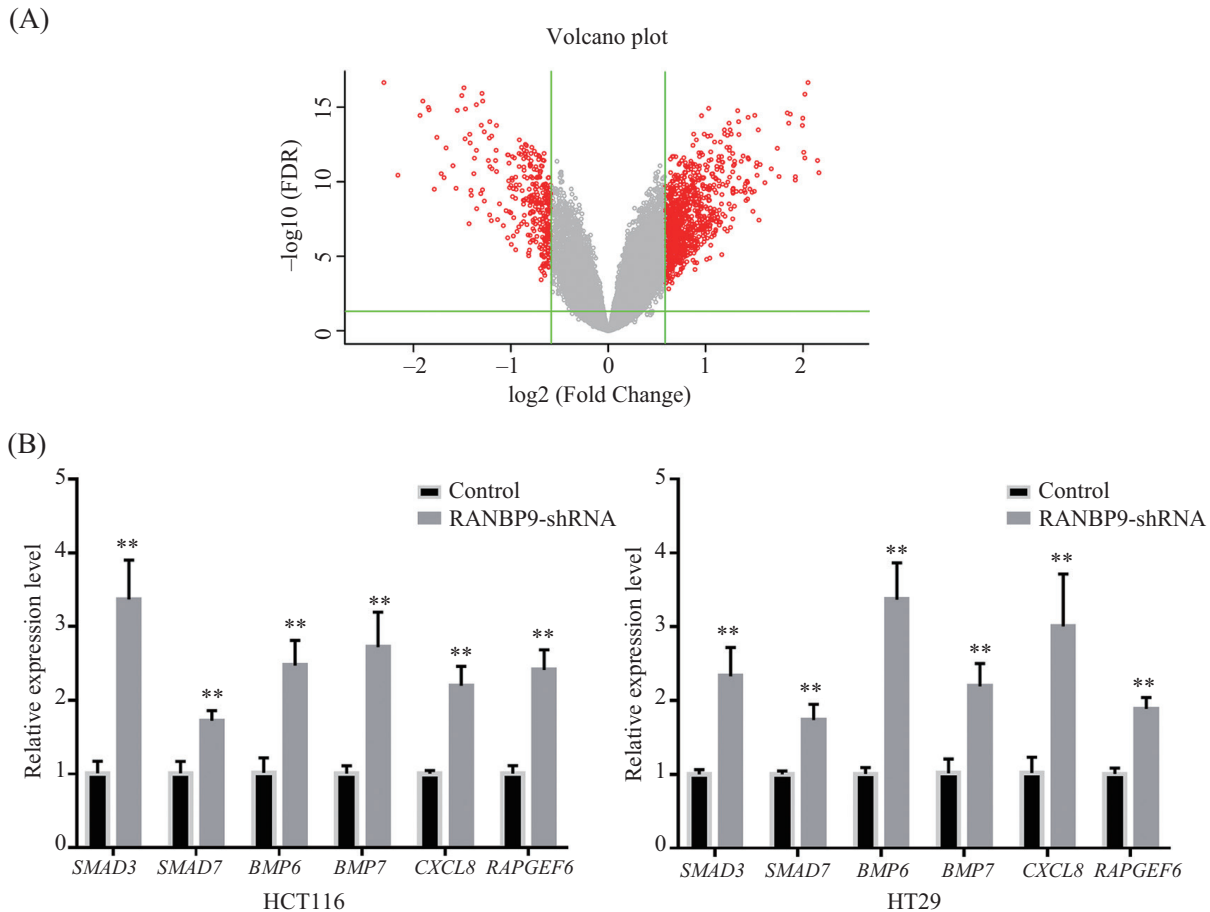 (A)
Volcano plot
−log10 (FDR)
15
10
5
0
−2 −1 0 1 2
log2 (Fold Change)
(B)
Relative expression level
5
4
3
2
1
0
Control
RANBP9-shRNA
** ** ** ** ** **
SMAD3 SMAD7 BMP6 BMP7 CXCL8 RAPGEF6
HCT116
Relative expression level
5
4
3
2
1
0
Control
RANBP9-shRNA
** ** ** ** ** **
SMAD3 SMAD7 BMP6 BMP7 CXCL8 RAPGEF6
HT29